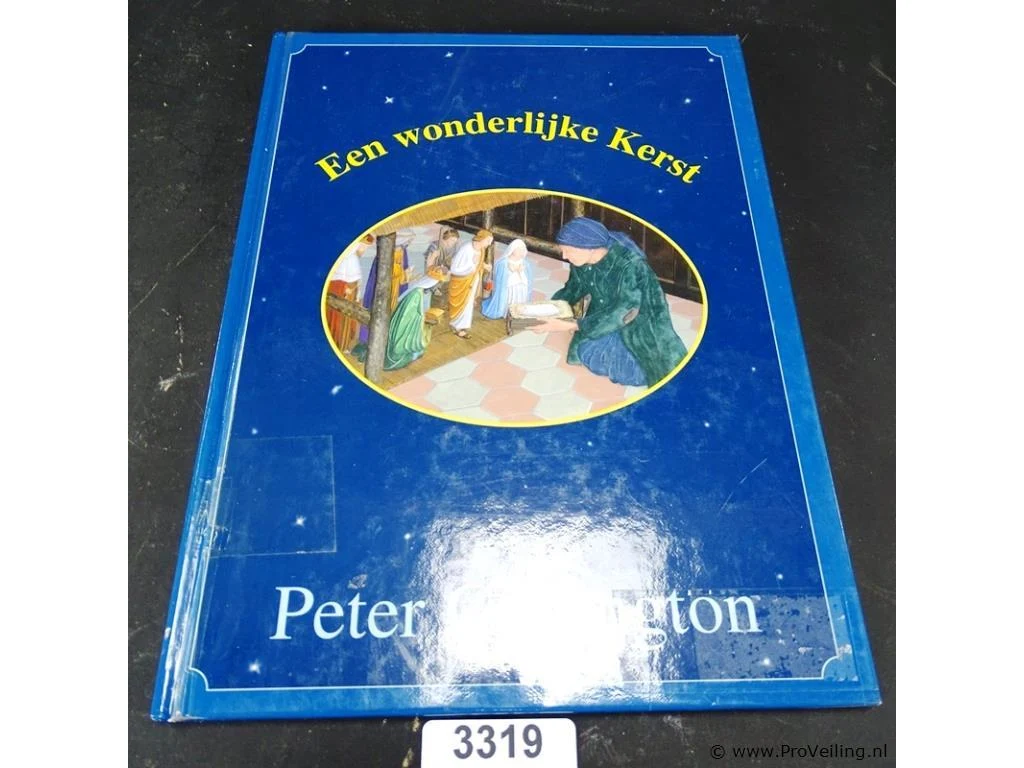 Een wonderlijke Kerst
Peter
3319
© www.ProVeiling.nl